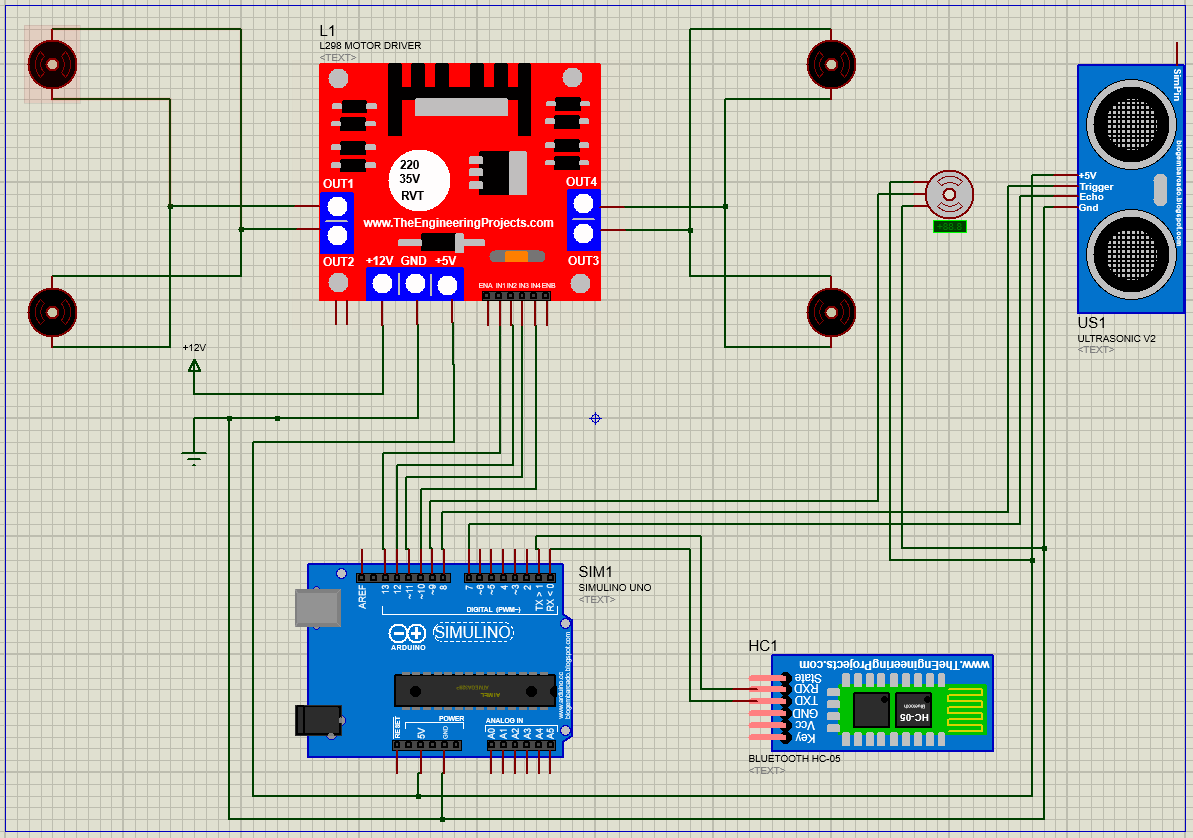 L1
L298 MOTOR DRIVER
<TEXT>
220
35V
RVT
OUT1
OUT4
www.TheEngineeringProjects.com
OUT2
+12V GND +5V
OUT3
ENA IN1 IN2 IN3 IN4 ENB
+12V
SimPin
blogembarcado.blogspot.com
+5V
Trigger
Echo
Gnd
US1
ULTRASONIC V2
<TEXT>
SIM1
SIMULINO UNO
<TEXT>
AREF
13
12
~11
~10
~9
8
7
~6
~5
4
~3
2
TX > 1
RX < 0
DIGITAL (PWM~)
SIMULINO
ARDUINO
www.arduino.cc
blogembarcado.blogspot.com
ATMEL
RESET
5V
GND
POWER
ANALOG IN
A0
A1
A2
A3
A4
A5
HC1
www.TheEngineeringProjects.com
State
RXD
TXD
GND
Vcc
Key
Bluetooth
HC-05
BLUETOOTH HC-05
<TEXT>